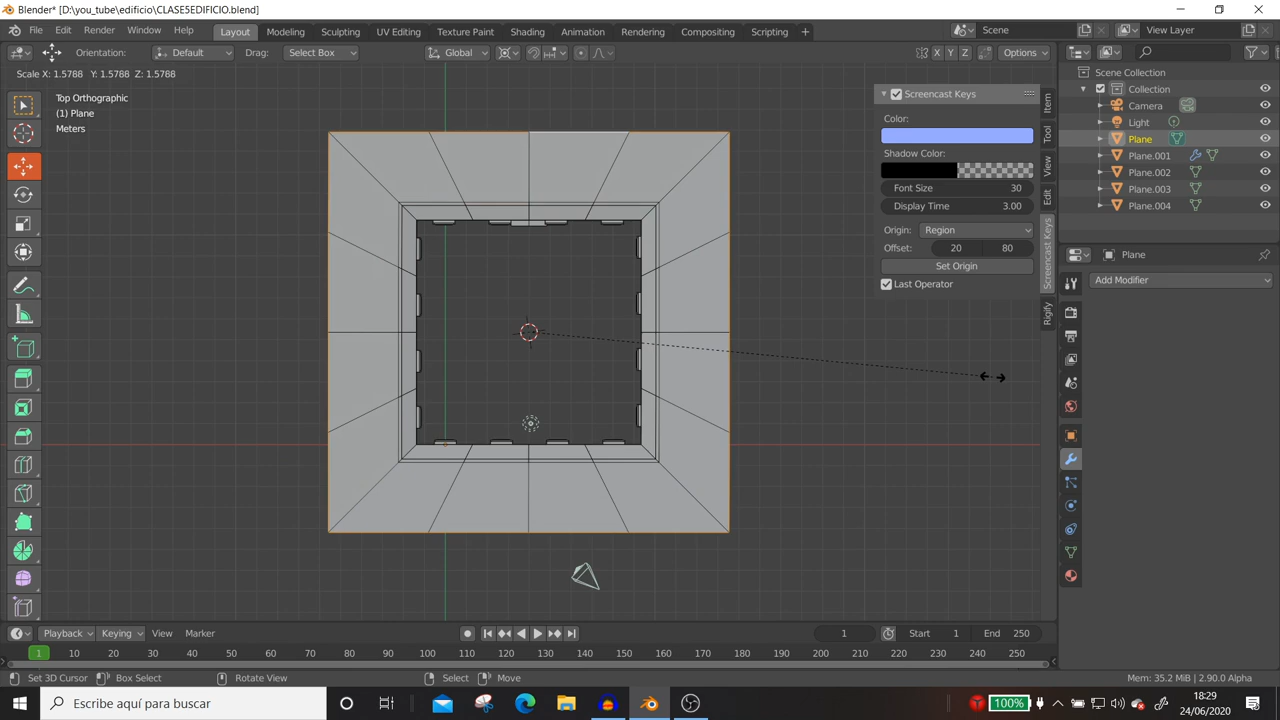 Blender* [D:\you_tube\edificio\CLASE5EDIFICIO.blend]
File Edit Render Window Help Layout Modeling Sculpting UV Editing Texture Paint Shading Animation Rendering Compositing Scripting + Scene View Layer
Orientation: Default Drag: Select Box Global X Y Z Options
Scale X: 1.5788 Y: 1.5788 Z: 1.5788
Top Orthographic
(1) Plane
Meters
Screencast Keys
Color:
Shadow Color:
Font Size 30
Display Time 3.00
Origin: Region
Offset: 20 80
Set Origin
Last Operator
Item
Tool
View
Edit
Screencast Keys
Rigify
Scene Collection
Collection
Camera
Light
Plane
Plane.001
Plane.002
Plane.003
Plane.004
Plane
Add Modifier
Playback Keying View Marker 1 Start 1 End 250
1 10 20 30 40 50 60 70 80 90 100 110 120 130 140 150 160 170 180 190 200 210 220 230 240 250
Set 3D Cursor Box Select Rotate View Select Move Mem: 35.2 MiB | 2.90.0 Alpha
Escribe aquí para buscar 100% 18:29
24/06/2020